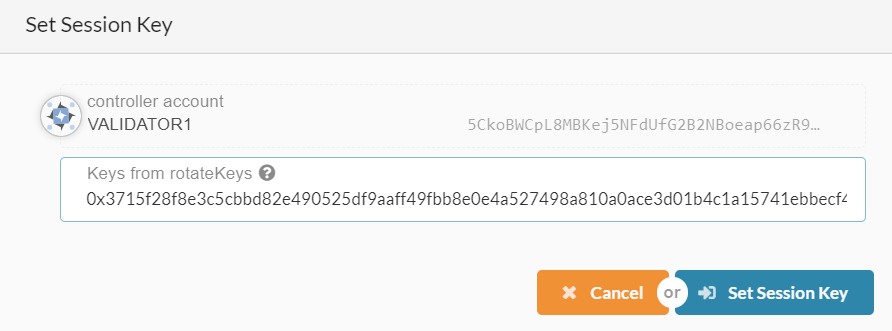 Set Session Key
controller account
VALIDATOR1 5CkoBWCpL8MBKej5NFdUfG2B2NBoeap66zR9…
Keys from rotateKeys ?
0x3715f28f8e3c5cbbd82e490525df9aaff49fbb8e0e4a527498a810a0ace3d01b4c1a15741ebbecf4
Cancel or Set Session Key